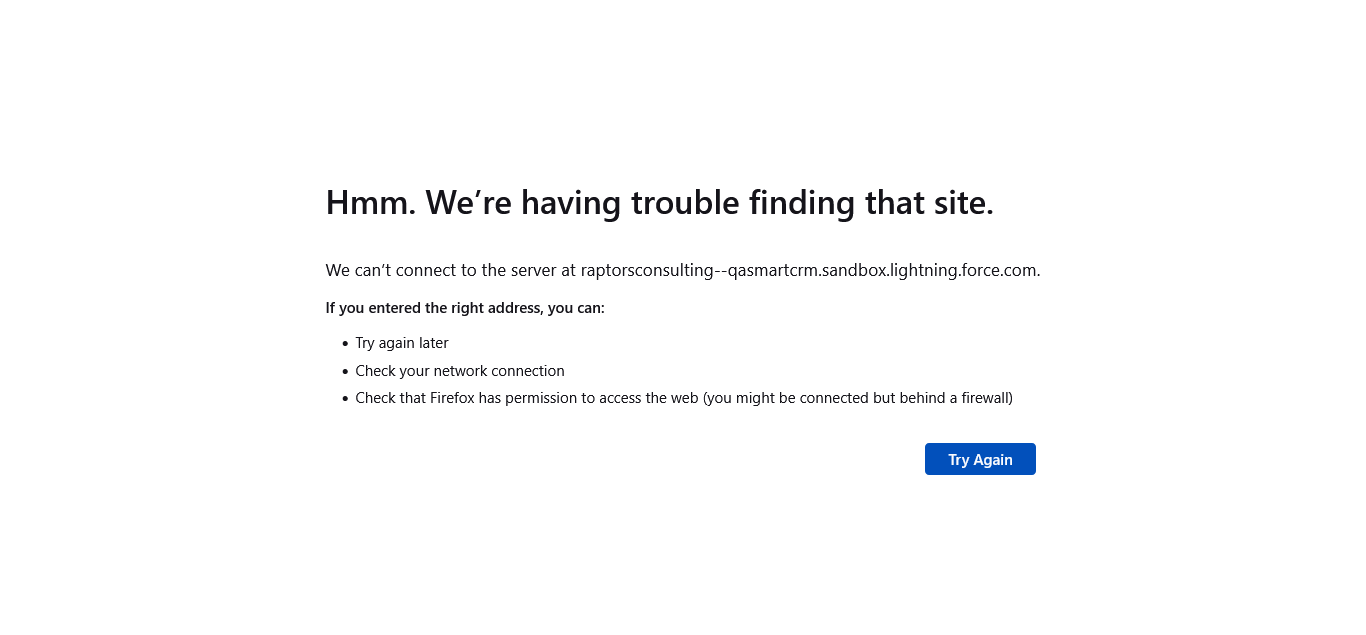 Hmm. We’re having trouble finding that site.
We can’t connect to the server at raptorsconsulting--qasmartcrm.sandbox.lightning.force.com.
If you entered the right address, you can:
• Try again later
• Check your network connection
• Check that Firefox has permission to access the web (you might be connected but behind a firewall)
Try Again